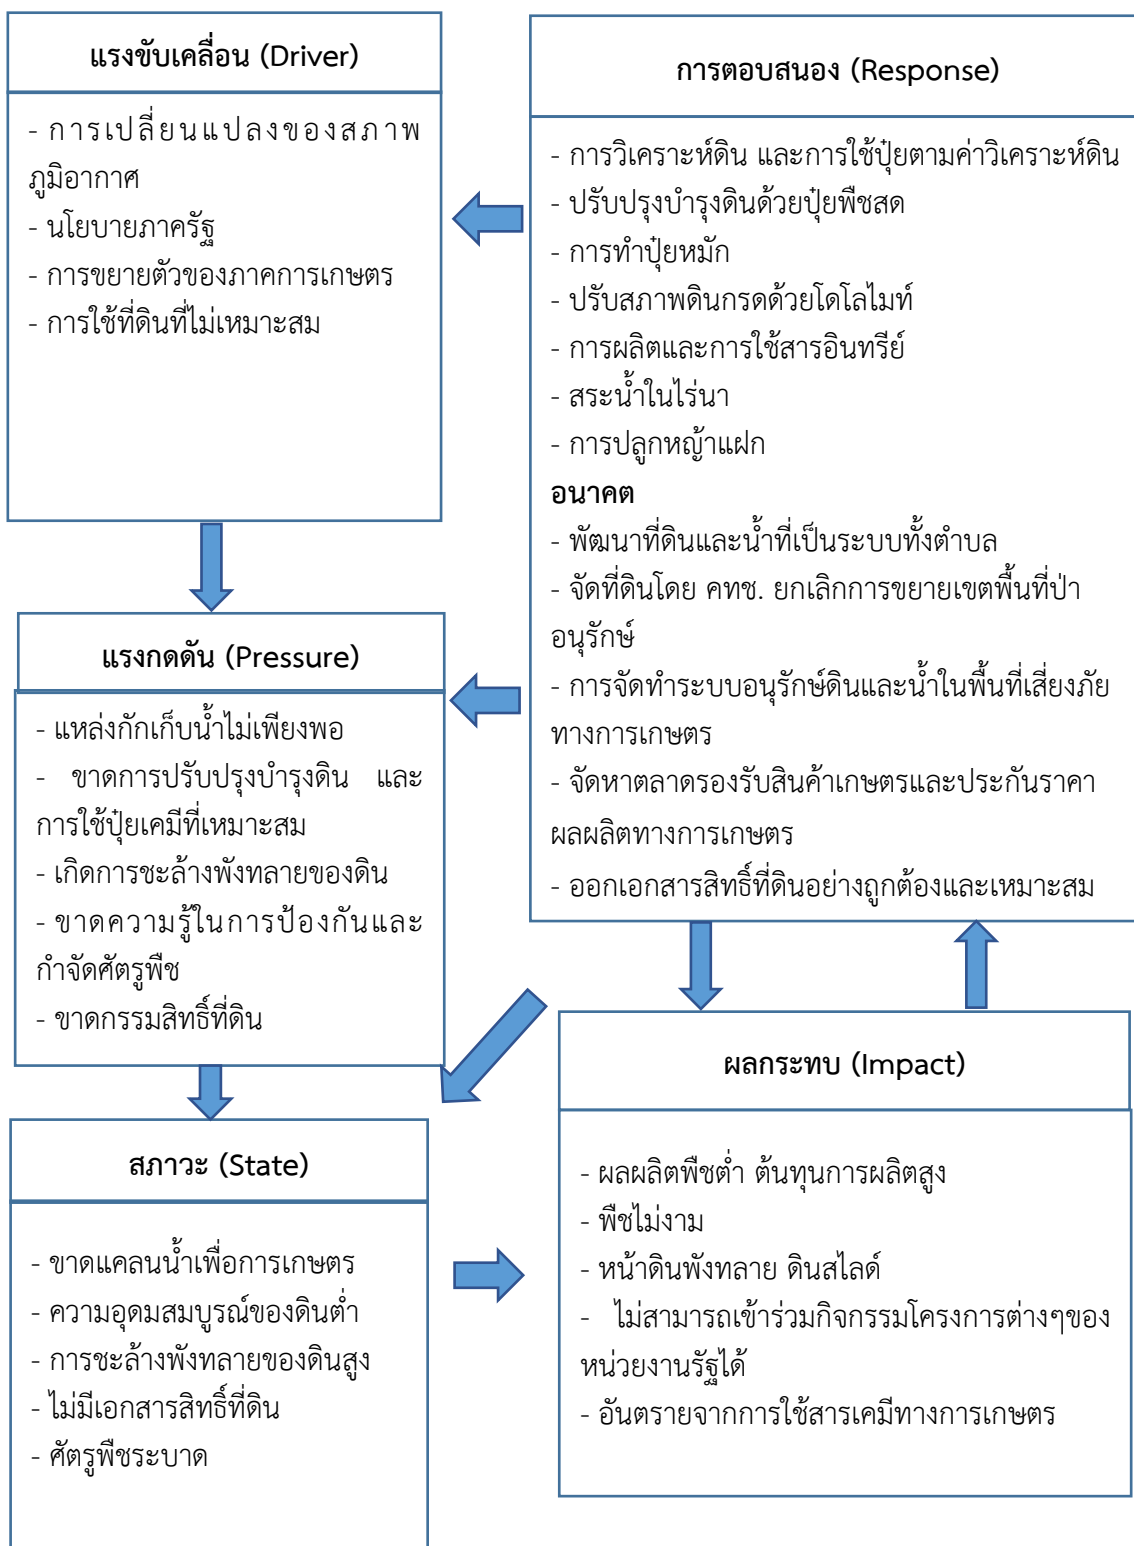 แรงขับเคลื่อน (Driver)
- การเปลี่ยนแปลงของสภาพ
ภูมิอากาศ
- นโยบายภาครัฐ
- การขยายตัวของภาคการเกษตร
- การใช้ที่ดินที่ไม่เหมาะสม
การตอบสนอง (Response)
- การวิเคราะห์ดิน และการใช้ปุ๋ยตามค่าวิเคราะห์ดิน
- ปรับปรุงบำรุงดินด้วยปุ๋ยพืชสด
- การทำปุ๋ยหมัก
- ปรับสภาพดินกรดด้วยโดโลไมท์
- การผลิตและการใช้สารอินทรีย์
- สระน้ำในไร่นา
- การปลูกหญ้าแฝก
อนาคต
- พัฒนาที่ดินและน้ำที่เป็นระบบทั้งตำบล
- จัดที่ดินโดย คทช. ยกเลิกการขยายเขตพื้นที่ป่า
อนุรักษ์
- การจัดทำระบบอนุรักษ์ดินและน้ำในพื้นที่เสี่ยงภัย
ทางการเกษตร
- จัดหาตลาดรองรับสินค้าเกษตรและประกันราคา
ผลผลิตทางการเกษตร
- ออกเอกสารสิทธิ์ที่ดินอย่างถูกต้องและเหมาะสม
แรงกดดัน (Pressure)
- แหล่งกักเก็บน้ำไม่เพียงพอ
- ขาดการปรับปรุงบำรุงดิน และ
การใช้ปุ๋ยเคมีที่เหมาะสม
- เกิดการชะล้างพังทลายของดิน
- ขาดความรู้ในการป้องกันและ
กำจัดศัตรูพืช
- ขาดกรรมสิทธิ์ที่ดิน
สภาวะ (State)
- ขาดแคลนน้ำเพื่อการเกษตร
- ความอุดมสมบูรณ์ของดินต่ำ
- การชะล้างพังทลายของดินสูง
- ไม่มีเอกสารสิทธิ์ที่ดิน
- ศัตรูพืชระบาด
ผลกระทบ (Impact)
- ผลผลิตพืชต่ำ ต้นทุนการผลิตสูง
- พืชไม่งาม
- หน้าดินพังทลาย ดินสไลด์
- ไม่สามารถเข้าร่วมกิจกรรมโครงการต่างๆของ
หน่วยงานรัฐได้
- อันตรายจากการใช้สารเคมีทางการเกษตร